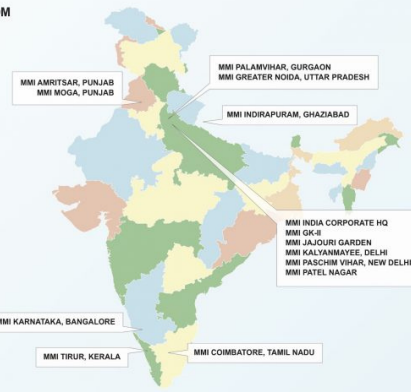 OM
MMI PALAMVIHAR, GURGAON
MMI GREATER NOIDA, UTTAR PRADESH
MMI AMRITSAR, PUNJAB
MMI MOGA, PUNJAB
MMI INDIRAPURAM, GHAZIABAD
MMI INDIA CORPORATE HQ
MMI GK-II
MMI JAJOURI GARDEN
MMI KALYANMAYEE, DELHI
MMI PASCHIM VIHAR, NEW DELHI
MMI PATEL NAGAR
MMI KARNATAKA, BANGALORE
MMI TIRUR, KERALA
MMI COIMBATORE, TAMIL NADU